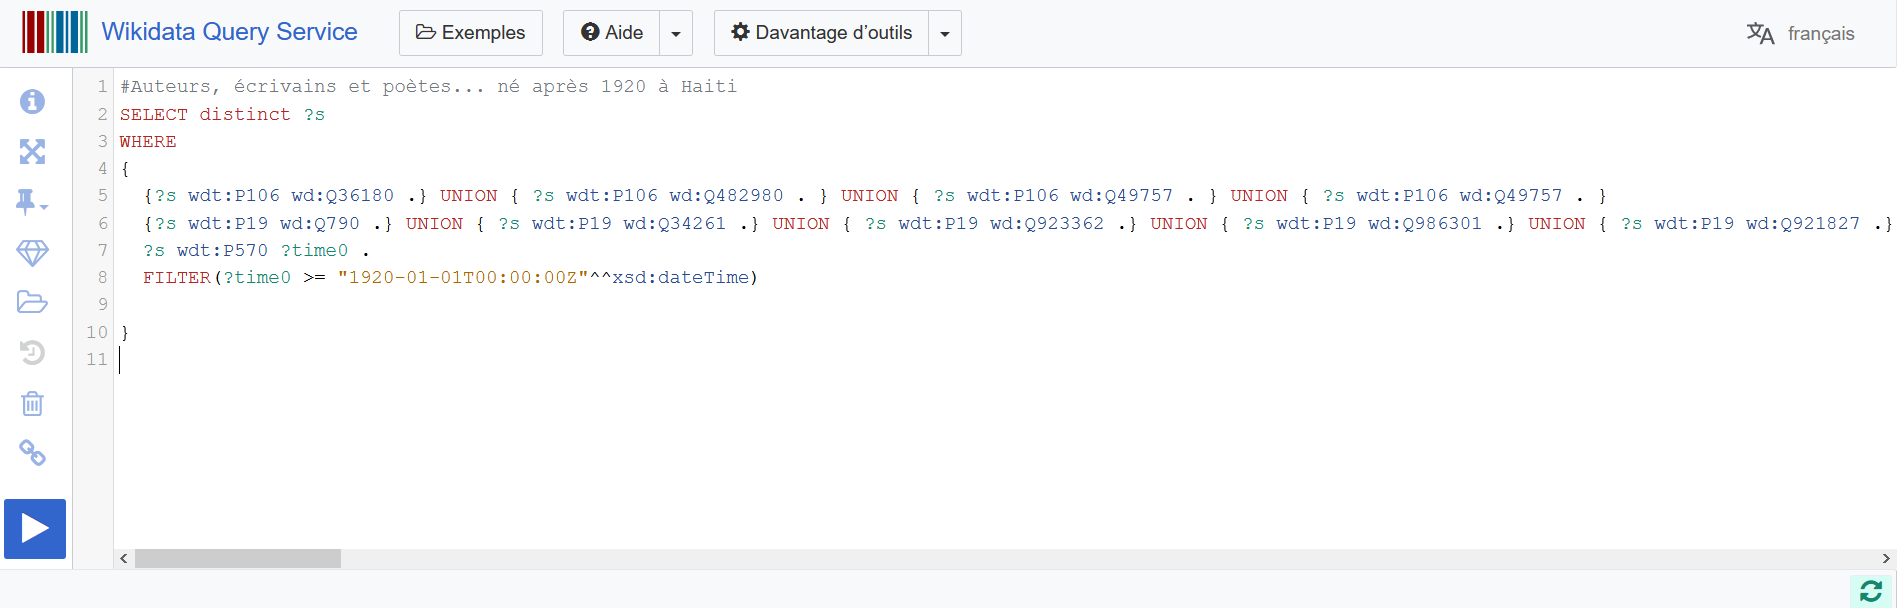 Wikidata Query Service Exemples Aide Davantage d'outils français
1 #Auteurs, écrivains et poètes... né après 1920 à Haiti
2 SELECT distinct ?s
3 WHERE
4 {
5 {?s wdt:P106 wd:Q36180 .} UNION { ?s wdt:P106 wd:Q482980 . } UNION { ?s wdt:P106 wd:Q49757 . } UNION { ?s wdt:P106 wd:Q49757 . }
6 {?s wdt:P19 wd:Q790 .} UNION { ?s wdt:P19 wd:Q34261 .} UNION { ?s wdt:P19 wd:Q923362 .} UNION { ?s wdt:P19 wd:Q986301 .} UNION { ?s wdt:P19 wd:Q921827 .}
7 ?s wdt:P570 ?time0 .
8 FILTER(?time0 >= "1920-01-01T00:00:00Z"^^xsd:dateTime)
9
10 }
11